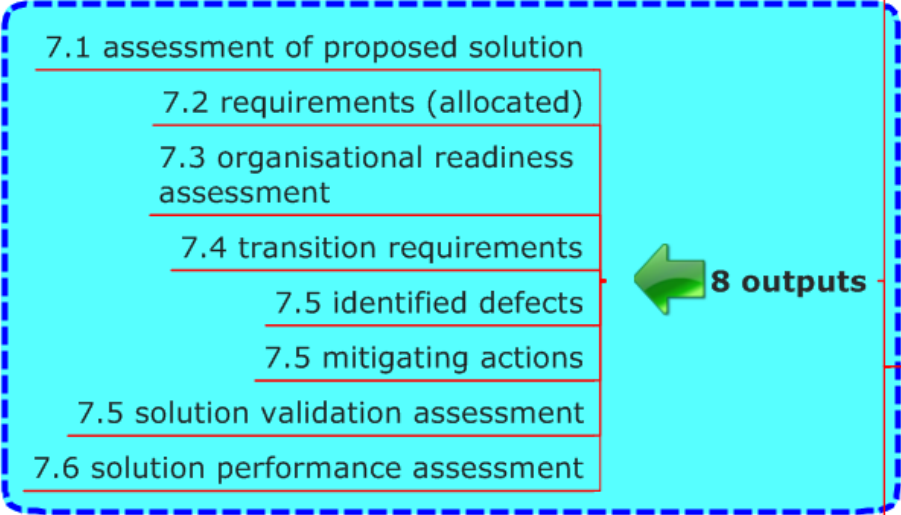 7.1 assessment of proposed solution
7.2 requirements (allocated)
7.3 organisational readiness
assessment
7.4 transition requirements
8 outputs
7.5 identified defects
7.5 mitigating actions
7.5 solution validation assessment
7.6 solution performance assessment